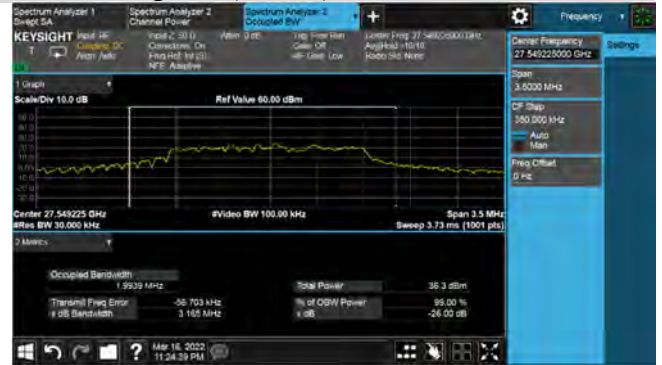 Spectrum Analyzer 1
Swept SA
Spectrum Analyzer 2
Channel Power
Spectrum Analyzer 3
Occupied BW
+
Frequency
KEYSIGHT Input: RF
Coupling: DC
Align: Auto
Input Z: 50 Ω
Corrections: On
Freq Ref: Int (S)
NFE: Adaptive
Atten: 0 dB
Trig: Free Run
Gate: Off
#IF Gain: Low
Center Freq: 27.549225000 GHz
Avg|Hold: >10/10
Radio Std: None
Center Frequency
27.549225000 GHz
Settings
Span
3.5000 MHz
CF Step
350.000 kHz
Auto
Man
Freq Offset
0 Hz
1 Graph
Scale/Div 10.0 dB
Ref Value 60.00 dBm
Center 27.549225 GHz
#Res BW 30.000 kHz
#Video BW 100.00 kHz
Span 3.5 MHz
Sweep 3.73 ms (1001 pts)
2 Metrics
Occupied Bandwidth
1.9939 MHz
Total Power
36.3 dBm
Transmit Freq Error
-56.703 kHz
% of OBW Power
99.00 %
x dB Bandwidth
3.165 MHz
x dB
-26.00 dB
?
Mar 16, 2022
11:24:39 PM